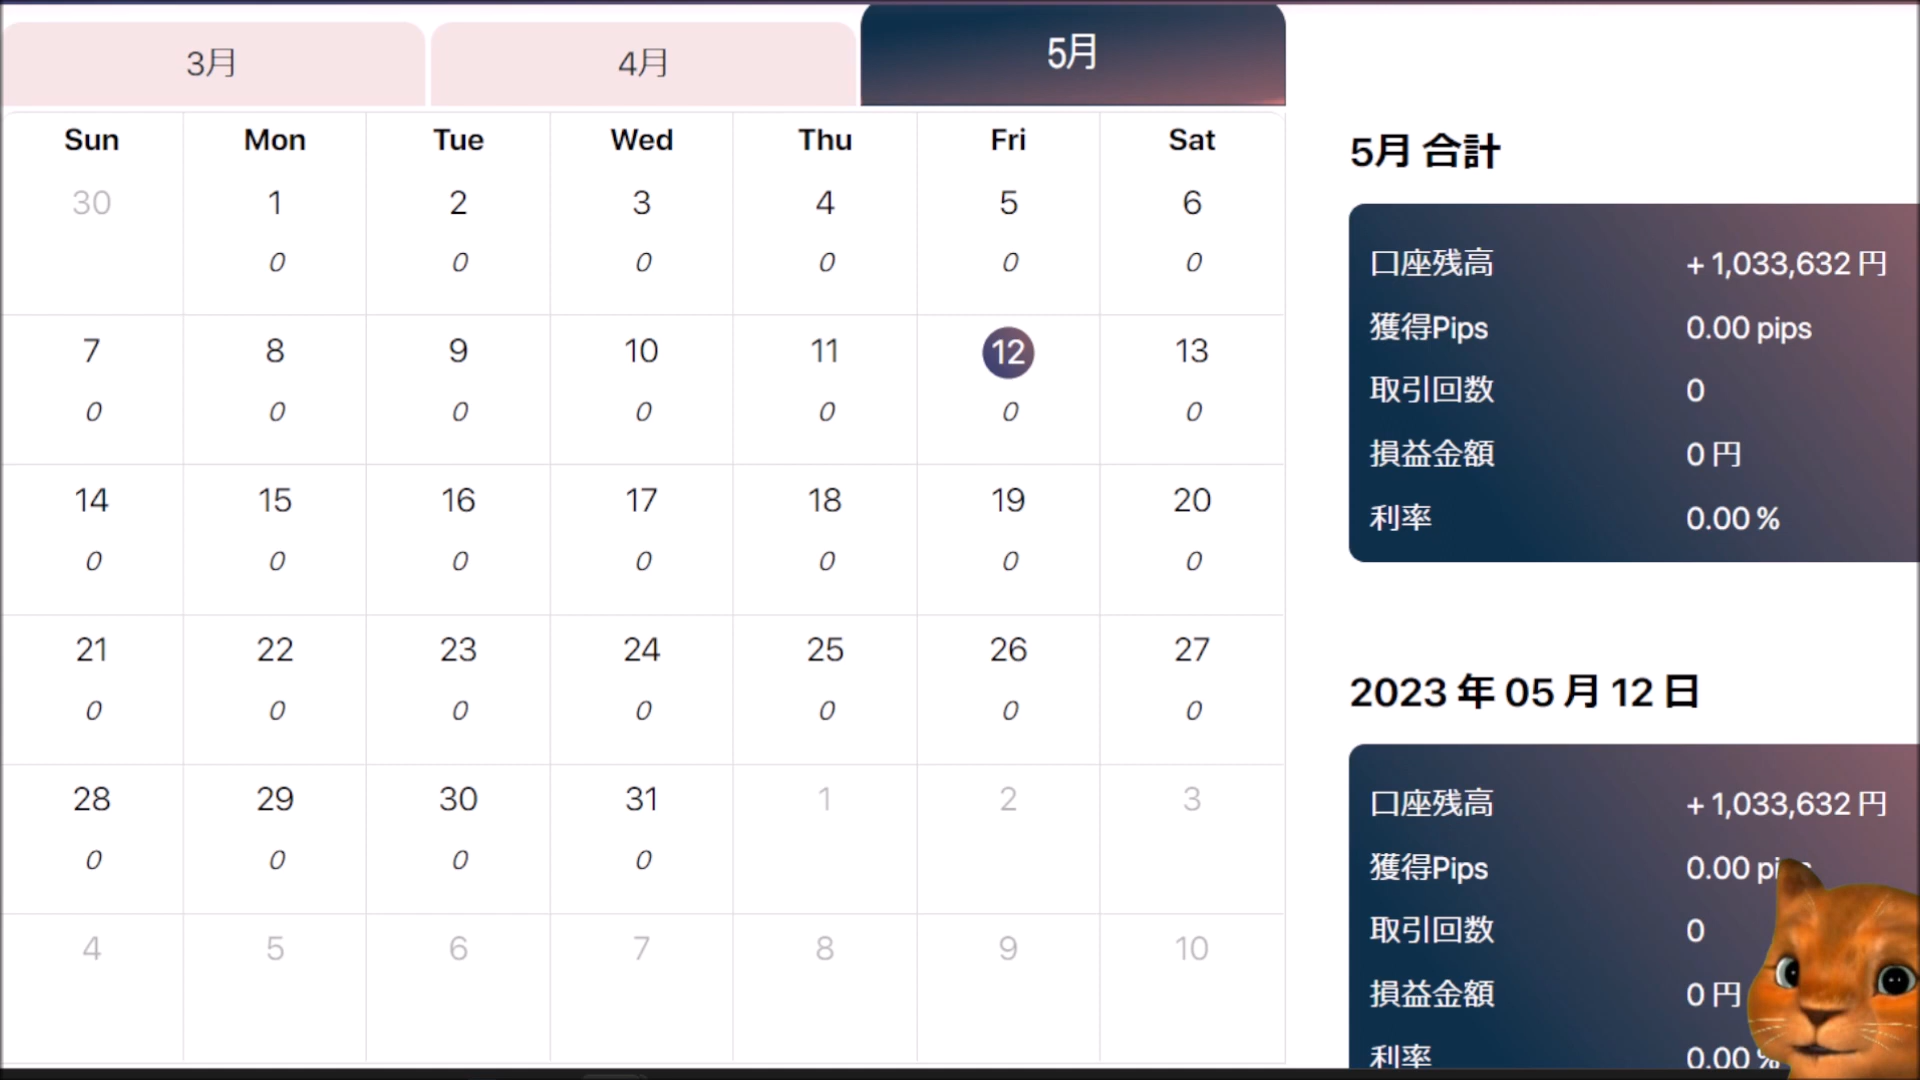 3月 4月 5月
Sun Mon Tue Wed Thu Fri Sat
30 1 2 3 4 5 6
0 0 0 0 0 0
7 8 9 10 11 12 13
0 0 0 0 0 0 0
14 15 16 17 18 19 20
0 0 0 0 0 0 0
21 22 23 24 25 26 27
0 0 0 0 0 0 0
28 29 30 31 1 2 3
0 0 0 0
4 5 6 7 8 9 10
5月 合計
口座残高 + 1,033,632 円
獲得Pips 0.00 pips
取引回数 0
損益金額 0 円
利率 0.00 %
2023 年 05 月 12 日
口座残高 + 1,033,632 円
獲得Pips 0.00 pips
取引回数 0
損益金額 0 円
利率 0.00 %